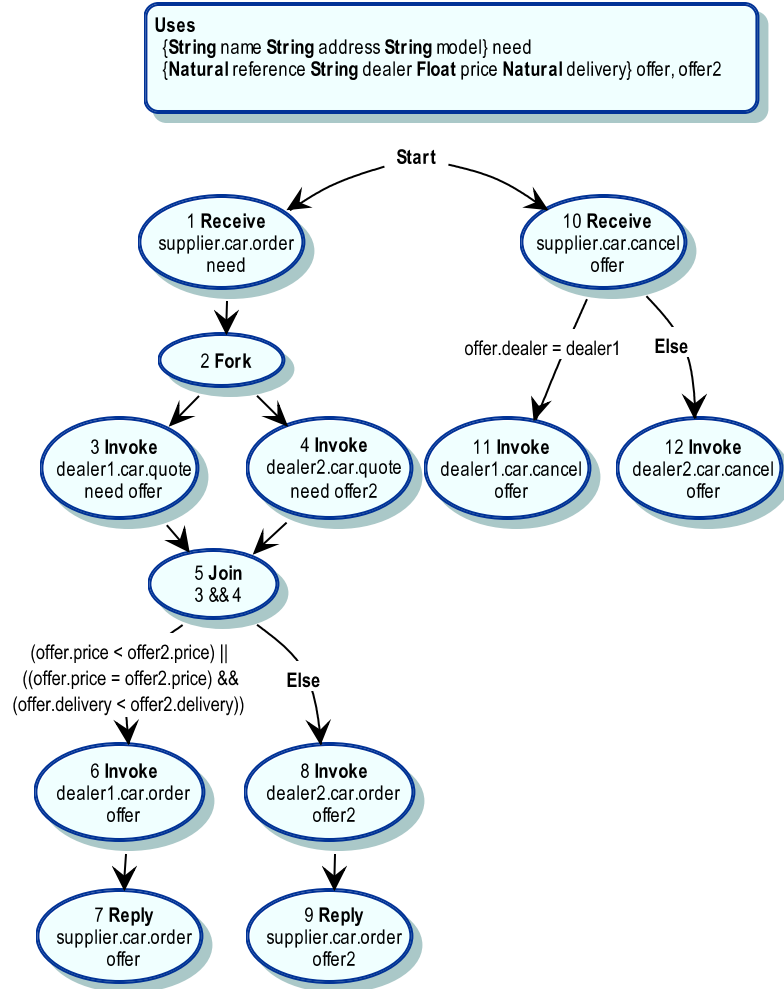 Uses
{String name String address String model} need
{Natural reference String dealer Float price Natural delivery} offer, offer2
Start
1 Receive
supplier.car.order
need
10 Receive
supplier.car.cancel
offer
2 Fork
offer.dealer = dealer1
Else
3 Invoke
dealer1.car.quote
need offer
4 Invoke
dealer2.car.quote
need offer2
11 Invoke
dealer1.car.cancel
offer
12 Invoke
dealer2.car.cancel
offer
5 Join
3 && 4
(offer.price < offer2.price) ||
((offer.price = offer2.price) &&
(offer.delivery < offer2.delivery))
Else
6 Invoke
dealer1.car.order
offer
8 Invoke
dealer2.car.order
offer2
7 Reply
supplier.car.order
offer
9 Reply
supplier.car.order
offer2